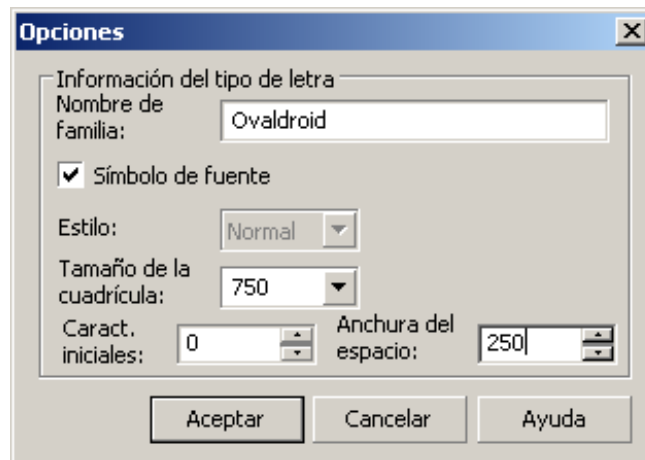 Opciones
Información del tipo de letra
Nombre de
familia:
Ovaldroid
Símbolo de fuente
Estilo:
Normal
Tamaño de la
cuadrícula:
750
Caract.
iniciales:
0
Anchura del
espacio:
250
Aceptar
Cancelar
Ayuda